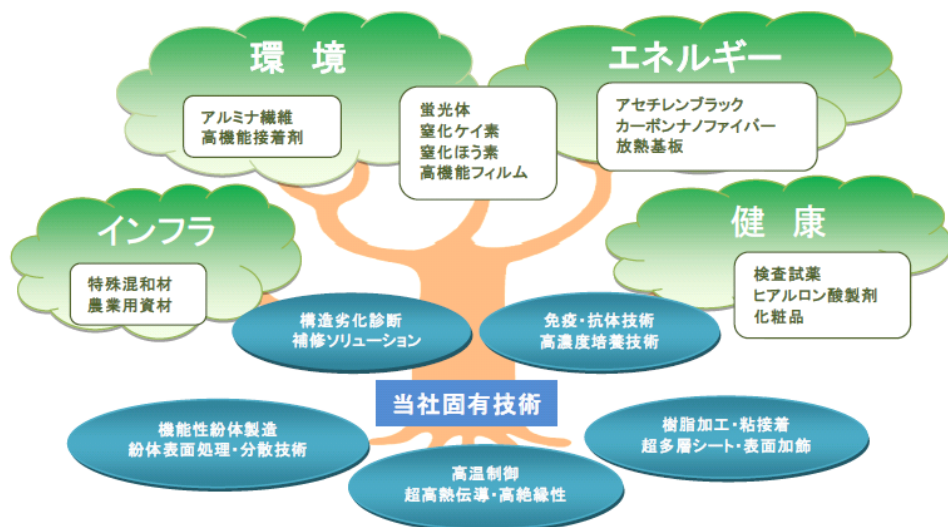 環 境
エネルギー
アルミナ繊維
高機能接着剤
蛍光体
窒化ケイ素
窒化ほう素
高機能フィルム
アセチレンブラック
カーボンナノファイバー
放熱基板
インフラ
健 康
特殊混和材
農業用資材
検査試薬
ヒアルロン酸製剤
化粧品
構造劣化診断
補修ソリューション
免疫・抗体技術
高濃度培養技術
当社固有技術
機能性紛体製造
紛体表面処理・分散技術
樹脂加工・粘接着
超多層シート・表面加飾
高温制御
超高熱伝導・高絶縁性